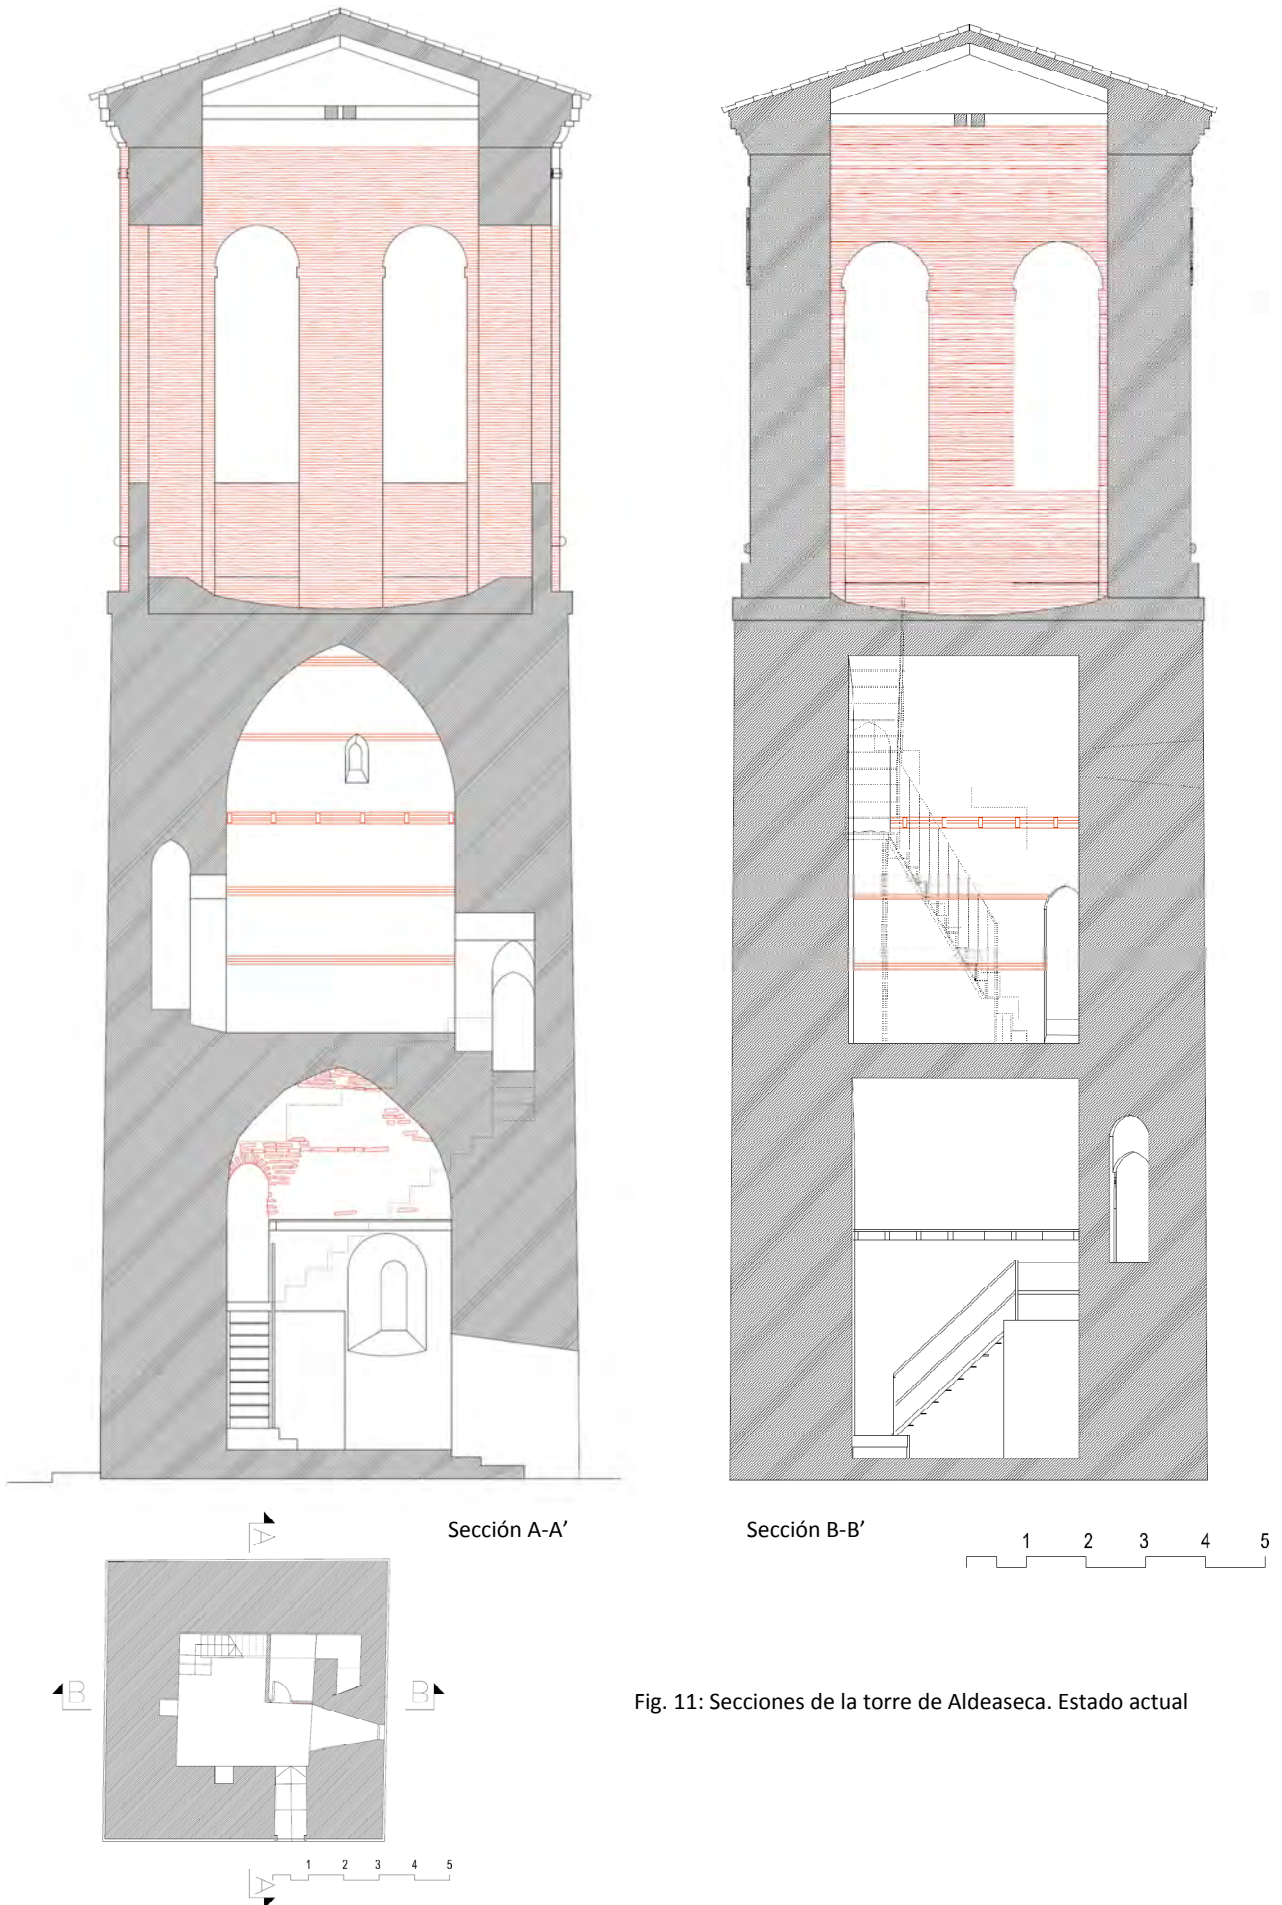 Sección A-A’
Sección B-B’
1 2 3 4 5
A
B
B
Fig. 11: Secciones de la torre de Aldeaseca. Estado actual
1 2 3 4 5
A